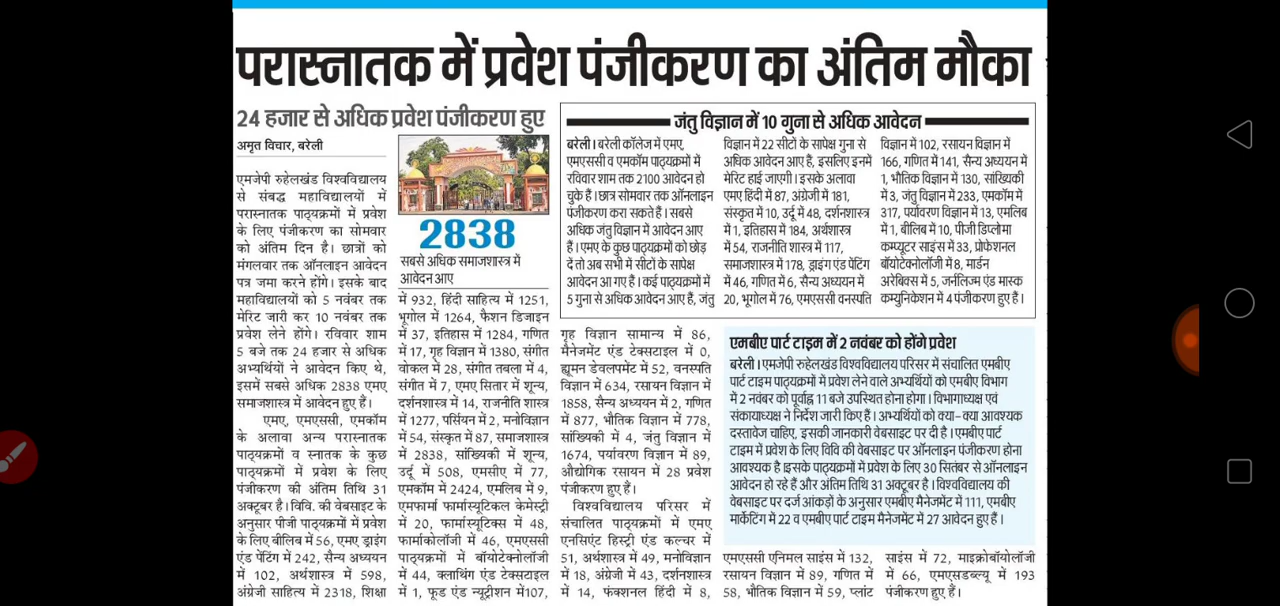 परास्नातक में प्रवेश पंजीकरण का अंतिम मौका
24 हजार से अधिक प्रवेश पंजीकरण हुए
अमृत विचार, बरेली
एमजेपी रुहेलखंड विश्वविद्यालय
से संबद्ध महाविद्यालयों में
परास्नातक पाठ्यक्रमों में प्रवेश
के लिए पंजीकरण का सोमवार
को अंतिम दिन है। छात्रों को
मंगलवार तक ऑनलाइन आवेदन
पत्र जमा करने होंगे। इसके बाद
महाविद्यालयों को 5 नवंबर तक
मेरिट जारी कर 10 नवंबर तक
प्रवेश लेने होंगे। रविवार शाम
5 बजे तक 24 हजार से अधिक
अभ्यर्थियों ने आवेदन किए थे,
इसमें सबसे अधिक 2838 एमए
समाजशास्त्र में आवेदन हुए हैं।
एमए, एमएससी, एमकॉम
के अलावा अन्य परास्नातक
पाठ्यक्रमों व स्नातक के कुछ
पाठ्यक्रमों में प्रवेश के लिए
पंजीकरण की अंतिम तिथि 31
अक्टूबर है। विवि. की वेबसाइट के
अनुसार पीजी पाठ्यक्रमों में प्रवेश
के लिए बीलिब में 56, एमए ड्राइंग
एंड पेंटिंग में 242, सैन्य अध्ययन
में 102, अर्थशास्त्र में 598,
अंग्रेजी साहित्य में 2318, शिक्षा
2838
सबसे अधिक समाजशास्त्र में
आवेदन आए
में 932, हिंदी साहित्य में 1251,
भूगोल में 1264, फैशन डिजाइन
में 37, इतिहास में 1284, गणित
में 17, गृह विज्ञान में 1380, संगीत
वोकल में 28, संगीत तबला में 4,
संगीत में 7, एमए सितार में शून्य,
दर्शनशास्त्र में 14, राजनीति शास्त्र
में 1277, पर्सियन में 2, मनोविज्ञान
में 54, संस्कृत में 87, समाजशास्त्र
में 2838, सांख्यिकी में शून्य,
उर्दू में 508, एमसीए में 77,
एमकॉम में 2424, एमलिब में 9,
एमफार्मा फार्मास्यूटिकल केमेस्ट्री
में 20, फार्मास्यूटिक्स में 48,
फार्माकोलॉजी में 46, एमएससी
पाठ्यक्रमों में बॉयोटेक्नोलॉजी
में 44, क्लाथिंग एंड टेक्सटाइल
में 1, फूड एंड न्यूट्रीशन में107,
गृह विज्ञान सामान्य में 86,
मैनेजमेंट एंड टेक्सटाइल में 0,
ह्यूमन डेवलपमेंट में 52, वनस्पति
विज्ञान में 634, रसायन विज्ञान में
1858, सैन्य अध्ययन में 2, गणित
में 877, भौतिक विज्ञान में 778,
सांख्यिकी में 4, जंतु विज्ञान में
1674, पर्यावरण विज्ञान में 89,
औद्योगिक रसायन में 28 प्रवेश
पंजीकरण हुए हैं।
विश्वविद्यालय परिसर में
संचालित पाठ्यक्रमों में एमए
एनसिएंट हिस्ट्री एंड कल्चर में
51, अर्थशास्त्र में 49, मनोविज्ञान
में 18, अंग्रेजी में 43, दर्शनशास्त्र
में 14, फंक्शनल हिंदी में 8,
एमएससी एनिमल साइंस में 132,
रसायन विज्ञान में 89, गणित में
58, भौतिक विज्ञान में 59, प्लांट
साइंस में 72, माइक्रोबॉयोलॉजी
में 66, एमएसडब्ल्यू में 193
पंजीकरण हुए हैं।
जंतु विज्ञान में 10 गुना से अधिक आवेदन
बरेली। बरेली कॉलेज में एमए,
एमएससी व एमकॉम पाठ्यक्रमों में
रविवार शाम तक 2100 आवेदन हो
चुके हैं। छात्र सोमवार तक ऑनलाइन
पंजीकरण करा सकते हैं। सबसे
अधिक जंतु विज्ञान में आवेदन आए
हैं। एमए के कुछ पाठ्यक्रमों को छोड़
दें तो अब सभी में सीटों के सापेक्ष
आवेदन आ गए हैं। कई पाठ्यक्रमों में
5 गुना से अधिक आवेदन आए हैं, जंतु
विज्ञान में 22 सीटों के सापेक्ष गुना से
अधिक आवेदन आए है, इसलिए इनमें
मेरिट हाई जाएगी। इसके अलावा
एमए हिंदी में 87, अंग्रेजी में 181,
संस्कृत में 10, उर्दू में 48, दर्शनशास्त्र
में 1, इतिहास में 184, अर्थशास्त्र
में 54, राजनीति शास्त्र में 117,
समाजशास्त्र में 178, ड्राइंग एंड पेंटिंग
में 46, गणित में 6, सैन्य अध्ययन में
20, भूगोल में 76, एमएससी वनस्पति
विज्ञान में 102, रसायन विज्ञान में
166, गणित में 141, सैन्य अध्ययन में
1, भौतिक विज्ञान में 130, सांख्यिकी
में 3, जंतु विज्ञान में 233, एमकॉम में
317, पर्यावरण विज्ञान में 13, एमलिब
में 1, बीलिब में 10, पीजी डिप्लोमा
कम्प्यूटर साइंस में 33, प्रोफेशनल
बॉयोटेक्नोलॉजी में 8, मार्डन
अरेबिक्स में 5, जर्नलिज्म एंड मास्क
कम्युनिकेशन में 4 पंजीकरण हुए हैं।
एमबीए पार्ट टाइम में 2 नवंबर को होंगे प्रवेश
बरेली। एमजेपी रुहेलखंड विश्वविद्यालय परिसर में संचालित एमबीए
पार्ट टाइम पाठ्यक्रमों में प्रवेश लेने वाले अभ्यर्थियों को एमबीए विभाग
में 2 नवंबर को पूर्वाह्न 11 बजे उपस्थित होना होगा। विभागाध्यक्ष एवं
संकायाध्यक्ष ने निर्देश जारी किए हैं। अभ्यर्थियों को क्या-क्या आवश्यक
दस्तावेज चाहिए, इसकी जानकारी वेबसाइट पर दी है। एमबीए पार्ट
टाइम में प्रवेश के लिए विवि की वेबसाइट पर ऑनलाइन पंजीकरण होना
आवश्यक है। इसके पाठ्यक्रमों में प्रवेश के लिए 30 सितंबर से ऑनलाइन
आवेदन हो रहे हैं और अंतिम तिथि 31 अक्टूबर है। विश्वविद्यालय की
वेबसाइट पर दर्ज आंकड़ों के अनुसार एमबीए मैनेजमेंट में 111, एमबीए
मार्केटिंग में 22 व एमबीए पार्ट टाइम मैनेजमेंट में 27 आवेदन हुए हैं।